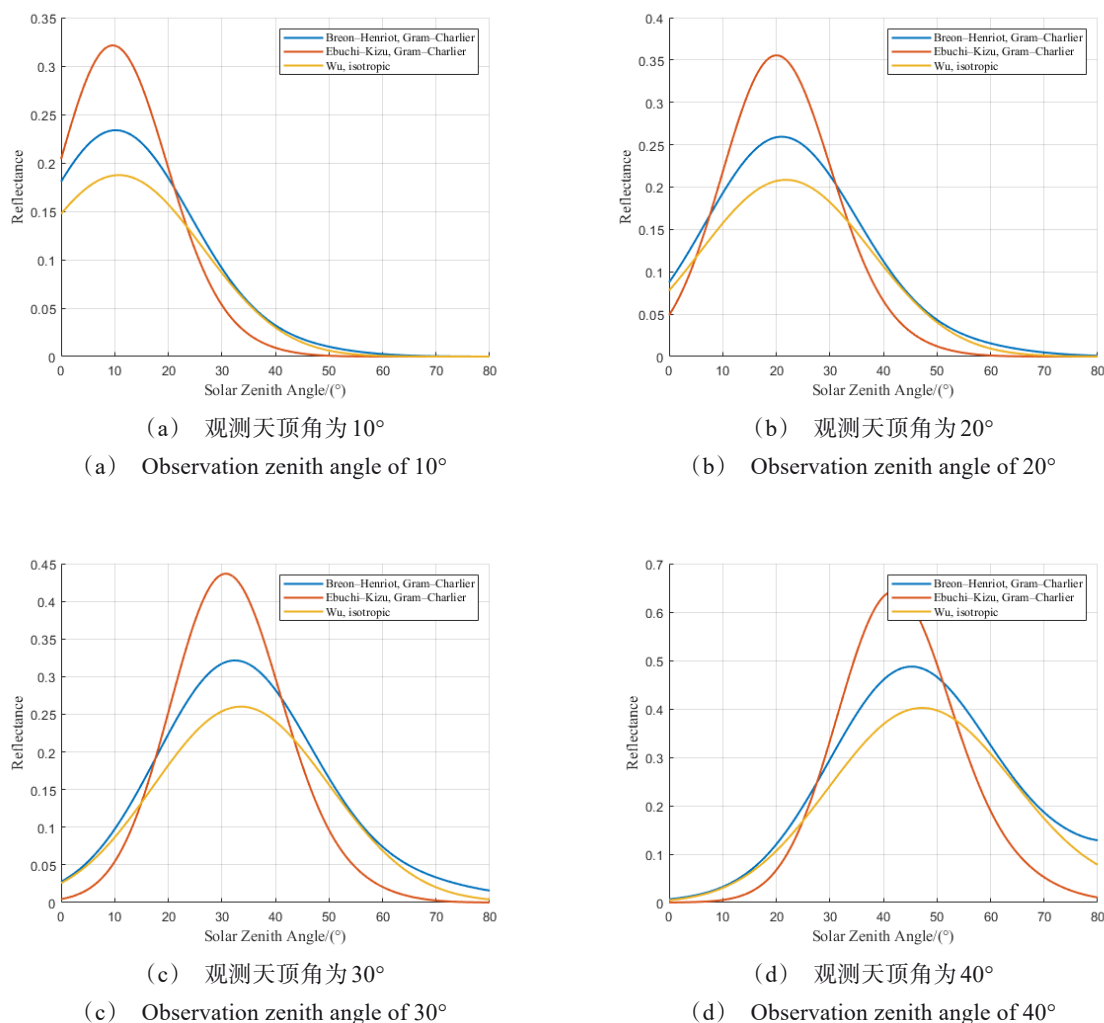 0.35
0.3
0.25
0.2
0.15
0.1
0.05
0
Reflectance
Breon–Henriot, Gram–Charlier
Ebuchi–Kizu, Gram–Charlier
Wu, isotropic
0 10 20 30 40 50 60 70 80
Solar Zenith Angle/(°)
(a) 观测天顶角为10°
(a) Observation zenith angle of 10°
0.4
0.35
0.3
0.25
0.2
0.15
0.1
0.05
0
Reflectance
Breon–Henriot, Gram–Charlier
Ebuchi–Kizu, Gram–Charlier
Wu, isotropic
0 10 20 30 40 50 60 70 80
Solar Zenith Angle/(°)
(b) 观测天顶角为20°
(b) Observation zenith angle of 20°
0.45
0.4
0.35
0.3
0.25
0.2
0.15
0.1
0.05
0
Reflectance
Breon–Henriot, Gram–Charlier
Ebuchi–Kizu, Gram–Charlier
Wu, isotropic
0 10 20 30 40 50 60 70 80
Solar Zenith Angle/(°)
(c) 观测天顶角为30°
(c) Observation zenith angle of 30°
0.7
0.6
0.5
0.4
0.3
0.2
0.1
0
Reflectance
Breon–Henriot, Gram–Charlier
Ebuchi–Kizu, Gram–Charlier
Wu, isotropic
0 10 20 30 40 50 60 70 80
Solar Zenith Angle/(°)
(d) 观测天顶角为40°
(d) Observation zenith angle of 40°